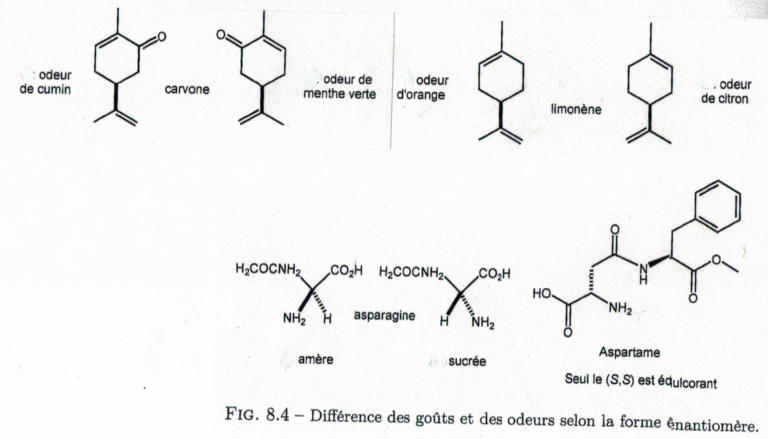 : odeur
de cumin
O
carvone
O
odeur de
menthe verte
odeur
d'orange
limonène
odeur
de citron
H₂COCNH₂
CO₂H
NH₂
H
asparagine
H₂COCNH₂
CO₂H
H
NH₂
amère
sucrée
O
HO
O
NH₂
N
H
O
O
Aspartame
Seul le (S,S) est édulcorant
FIG. 8.4 – Différence des goûts et des odeurs selon la forme énantiomère.